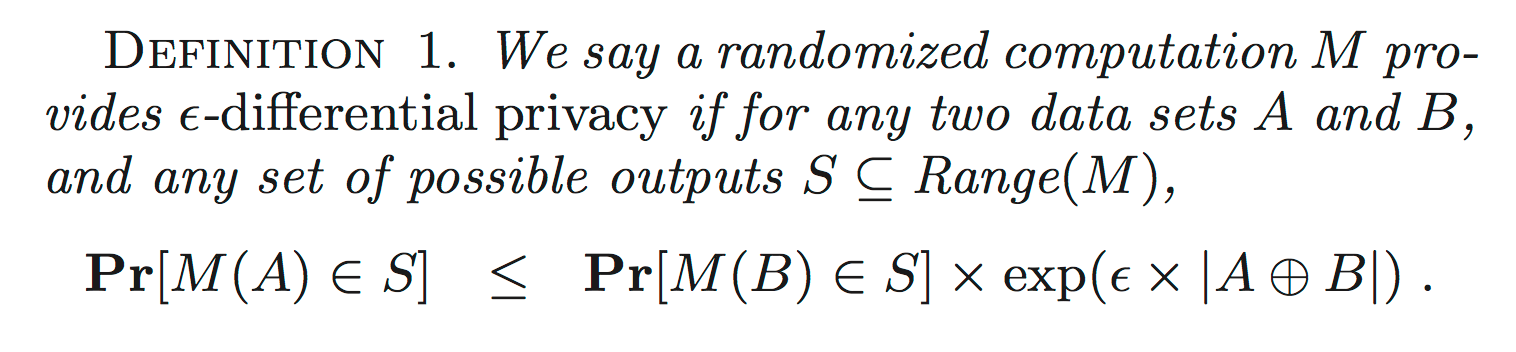 DEFINITION 1. We say a randomized computation M pro-
vides ϵ-differential privacy if for any two data sets A and B,
and any set of possible outputs S ⊆ Range(M),
Pr[M(A) ∈ S] ≤ Pr[M(B) ∈ S] × exp(ϵ × |A ⊕ B|) .